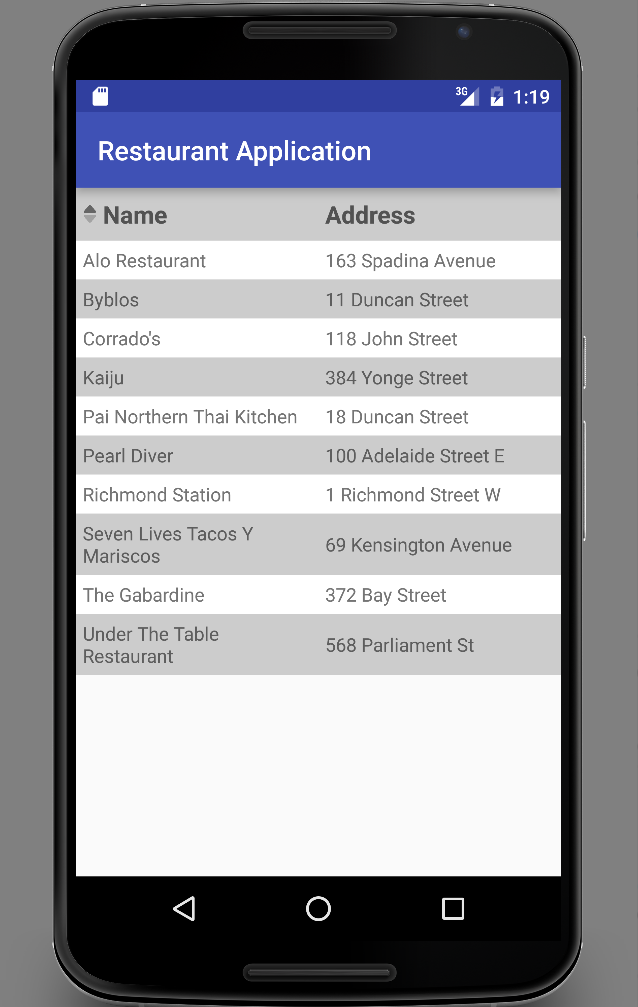 3G 1:19
Restaurant Application
Name Address
Alo Restaurant 163 Spadina Avenue
Byblos 11 Duncan Street
Corrado's 118 John Street
Kaiju 384 Yonge Street
Pai Northern Thai Kitchen 18 Duncan Street
Pearl Diver 100 Adelaide Street E
Richmond Station 1 Richmond Street W
Seven Lives Tacos Y
Mariscos
69 Kensington Avenue
The Gabardine 372 Bay Street
Under The Table
Restaurant
568 Parliament St